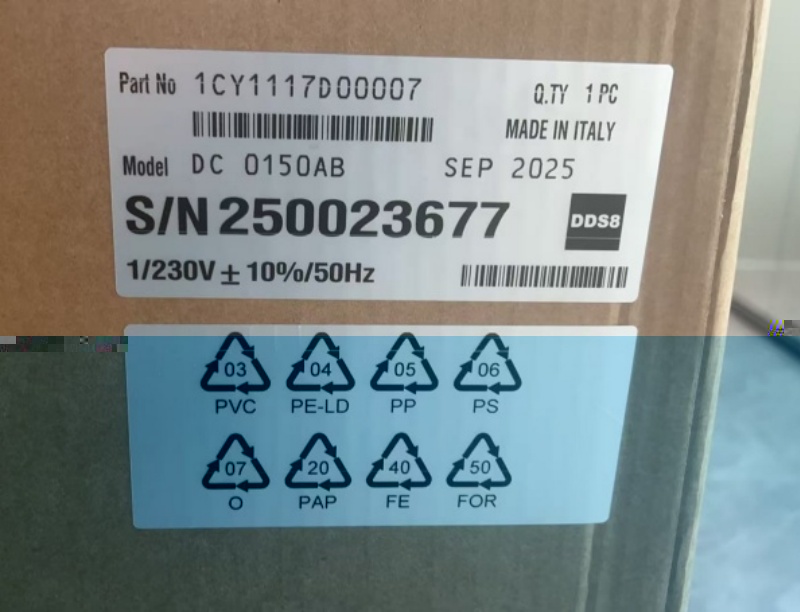 Part No 1CY1117D00007
Q.TY 1 PC
MADE IN ITALY
Model DC 0150AB SEP 2025
S/N 250023677
DDS8
1/230V ± 10%/50Hz
03 04 05 06
PVC PE-LD PP PS
07 20 40 50
O PAP FE FOR